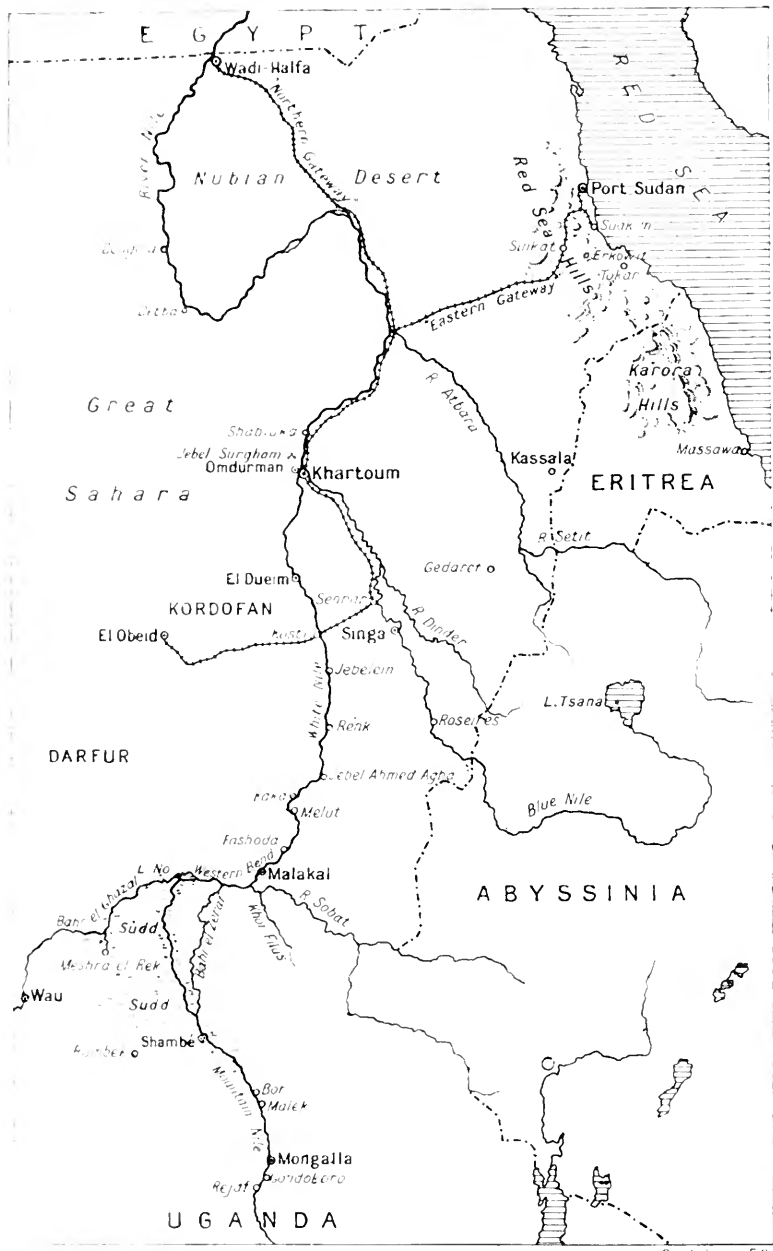 EGYPT
Wadi-Halfa
RED SEA
Northern Gateway
River Nile
Nubian Desert
Red Sea Hills
Port Sudan
Suakin
Sinkat
Erkowit
Tokar
Eastern Gateway
R. Atbara
Karora
Hills
Great
Sahara
Shabluka
Jebel Surgham
Omdurman
Khartoum
Kassala
Massawa
ERITREA
R. Setit
El Dueim
Gedaref
Sennar
KORDOFAN
El Obeid
Kosti
Singa
R. Dinder
Jebelein
White Nile
Renk
Roseires
L. Tsana
DARFUR
Jebel Ahmed Agha
Kaka
Melut
Blue Nile
Fashoda
L. No
Western Bend
Malakal
ABYSSINIA
Bahr el Ghazal
Sudd
Bahr el Zeraf
Khor Filus
R. Sobat
Meshra el Rek
Wau
Sudd
Shambé
Rumbek
Mountain Nile
Bor
Malek
Mongalla
Gondokoro
Rejaf
UGANDA